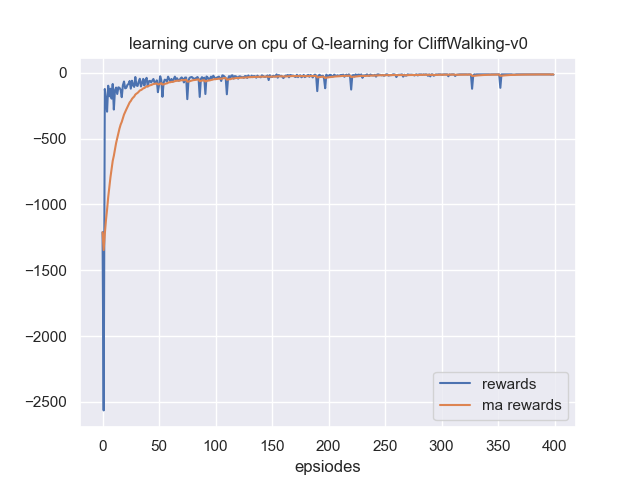 learning curve on cpu of Q-learning for CliffWalking-v0
0
−500
−1000
−1500
−2000
−2500
rewards
ma rewards
0 50 100 150 200 250 300 350 400
epsiodes